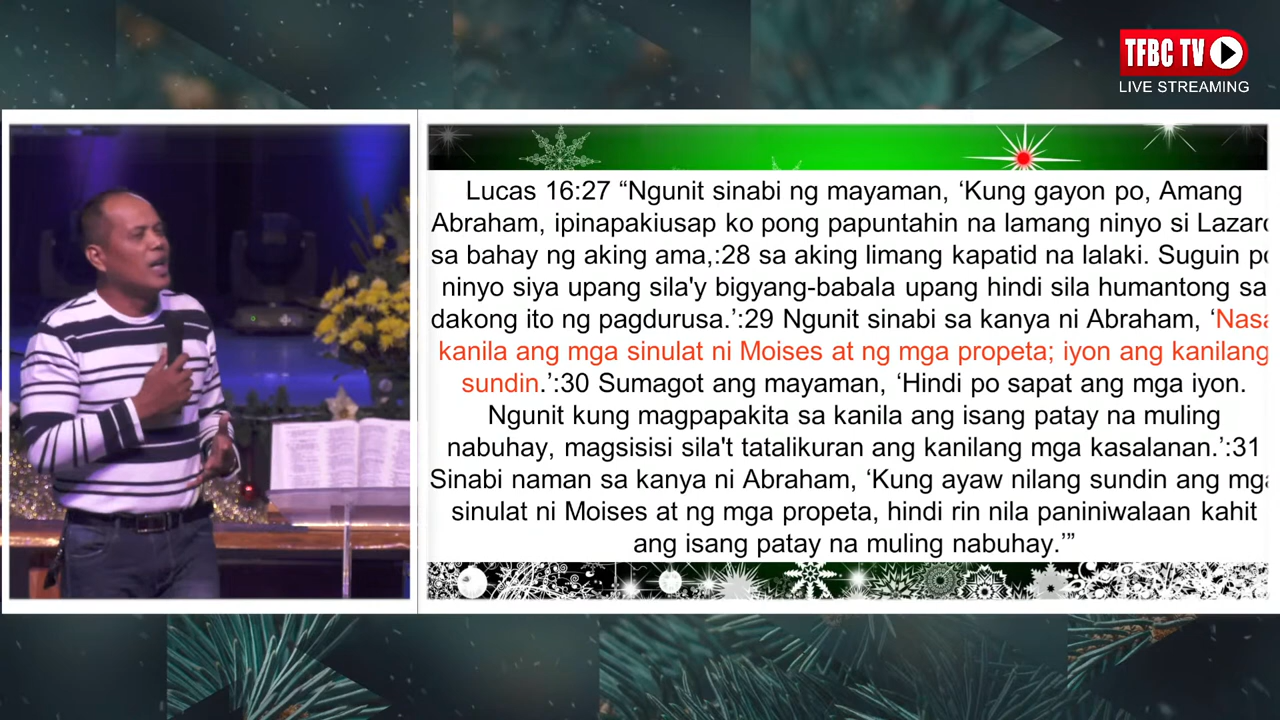 TFBC TV
LIVE STREAMING
Lucas 16:27 “Ngunit sinabi ng mayaman, ‘Kung gayon po, Amang
Abraham, ipinapakiusap ko pong papuntahin na lamang ninyo si Lazaro
sa bahay ng aking ama,:28 sa aking limang kapatid na lalaki. Suguin po
ninyo siya upang sila'y bigyang-babala upang hindi sila humantong sa
dakong ito ng pagdurusa.’:29 Ngunit sinabi sa kanya ni Abraham, ‘Nasa
kanila ang mga sinulat ni Moises at ng mga propeta; iyon ang kanilang
sundin.’:30 Sumagot ang mayaman, ‘Hindi po sapat ang mga iyon.
Ngunit kung magpapakita sa kanila ang isang patay na muling
nabuhay, magsisisi sila't tatalikuran ang kanilang mga kasalanan.’:31
Sinabi naman sa kanya ni Abraham, ‘Kung ayaw nilang sundin ang mga
sinulat ni Moises at ng mga propeta, hindi rin nila paniniwalaan kahit
ang isang patay na muling nabuhay.’”